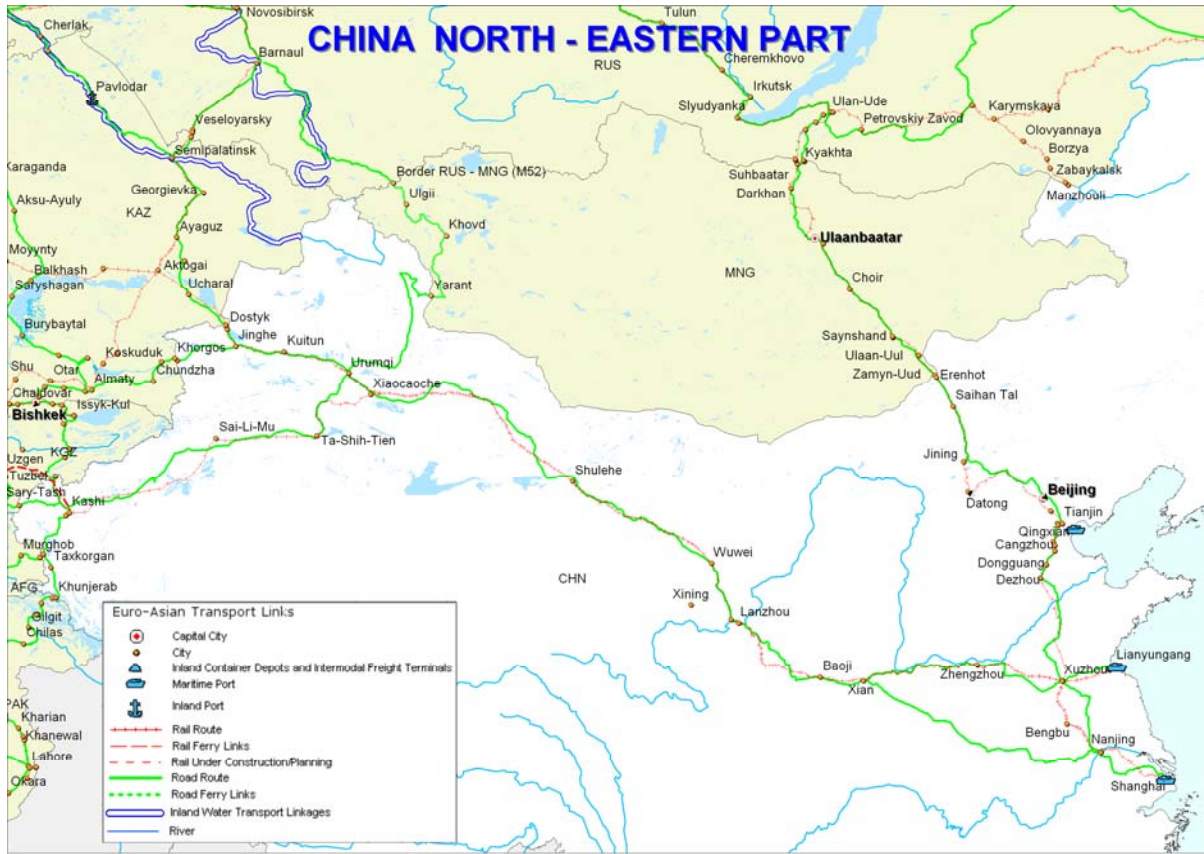 CHINA NORTH - EASTERN PART
Cherlak
Novosibirsk
Tulun
Barnaul
RUS
Cheremkhovo
Pavlodar
Irkutsk
Slyudyanka
Ulan-Ude
Karymskaya
Veseloyarsky
Petrovskiy Zavod
Olovyannaya
Semipalatinsk
Borzya
Karaganda
Kyakhta
Zabaykalsk
Border RUS - MNG (M52)
Suhbaatar
Manzhouli
Georgievka
Ulgii
Darkhan
Aksu-Ayuly
KAZ
Khovd
Ayaguz
Ulaanbaatar
Moyynty
Balkhash
Aktogai
MNG
Saryshagan
Ucharal
Yarant
Choir
Burybaytal
Dostyk
Jinghe
Kuitun
Saynshand
Koskuduk
Khorgos
Ulaan-Uul
Shu
Otar
Chundzha
Urumqi
Zamyn-Uud
Erenhot
Almaty
Xiaocaoche
Chaldovar
Issyk-Kul
Saihan Tal
Bishkek
Sai-Li-Mu
Ta-Shih-Tien
Uzgen
KGZ
Jining
Tuzbel
Shulehe
Sary-Tash
Kashi
Datong
Beijing
Tianjin
Qingxian
Cangzhou
Murghob
Taxkorgan
Wuwei
Dongguang
Dezhou
AFG
Khunjerab
CHN
Xining
Gilgit
Lanzhou
Chilas
Lianyungang
Baoji
Xuzhou
Xian
Zhengzhou
PAK
Kharian
Khanewal
Bengbu
Nanjing
Lahore
Okara
Shanghai
Euro-Asian Transport Links
Capital City
City
Inland Container Depots and Intermodal Freight Terminals
Maritime Port
Inland Port
Rail Route
Rail Ferry Links
Rail Under Construction/Planning
Road Route
Road Ferry Links
Inland Water Transport Linkages
River